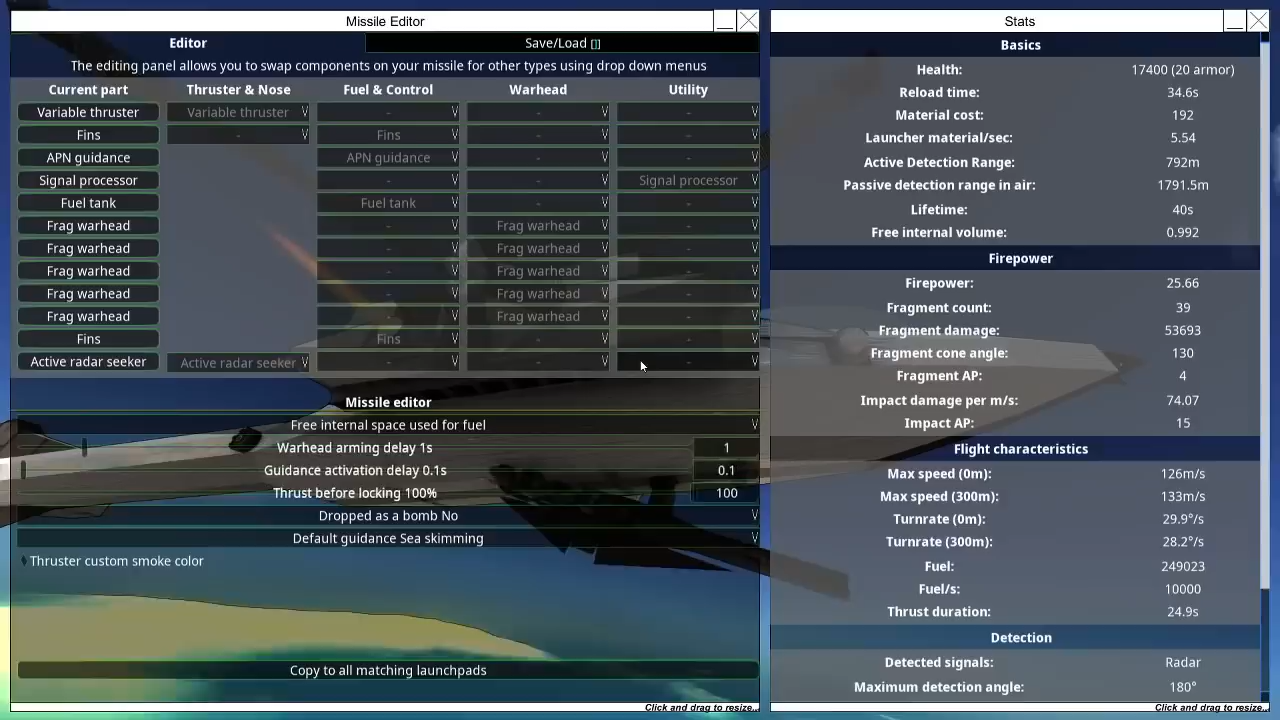 Missile Editor
Editor
Save/Load []]
The editing panel allows you to swap components on your missile for other types using drop down menus
Current part Thruster & Nose Fuel & Control Warhead Utility
Variable thruster Variable thruster V - V - V - V
Fins - V Fins V - V - V
APN guidance APN guidance V - V - V
Signal processor - V - V Signal processor V
Fuel tank Fuel tank V - V - V
Frag warhead - V Frag warhead V - V
Frag warhead - V Frag warhead V - V
Frag warhead - V Frag warhead V - V
Frag warhead - V Frag warhead V - V
Frag warhead - V Frag warhead V - V
Fins Fins V - V - V
Active radar seeker Active radar seeker V - V - V - V
Missile editor
Free internal space used for fuel V
Warhead arming delay 1s 1
Guidance activation delay 0.1s 0.1
Thrust before locking 100% 100
Dropped as a bomb No V
Default guidance Sea skimming V
Thruster custom smoke color
Copy to all matching launchpads
Click and drag to resize...
Stats
Basics
Health: 17400 (20 armor)
Reload time: 34.6s
Material cost: 192
Launcher material/sec: 5.54
Active Detection Range: 792m
Passive detection range in air: 1791.5m
Lifetime: 40s
Free internal volume: 0.992
Firepower
Firepower: 25.66
Fragment count: 39
Fragment damage: 53693
Fragment cone angle: 130
Fragment AP: 4
Impact damage per m/s: 74.07
Impact AP: 15
Flight characteristics
Max speed (0m): 126m/s
Max speed (300m): 133m/s
Turnrate (0m): 29.9°/s
Turnrate (300m): 28.2°/s
Fuel: 249023
Fuel/s: 10000
Thrust duration: 24.9s
Detection
Detected signals: Radar
Maximum detection angle: 180°
Click and drag to resize...